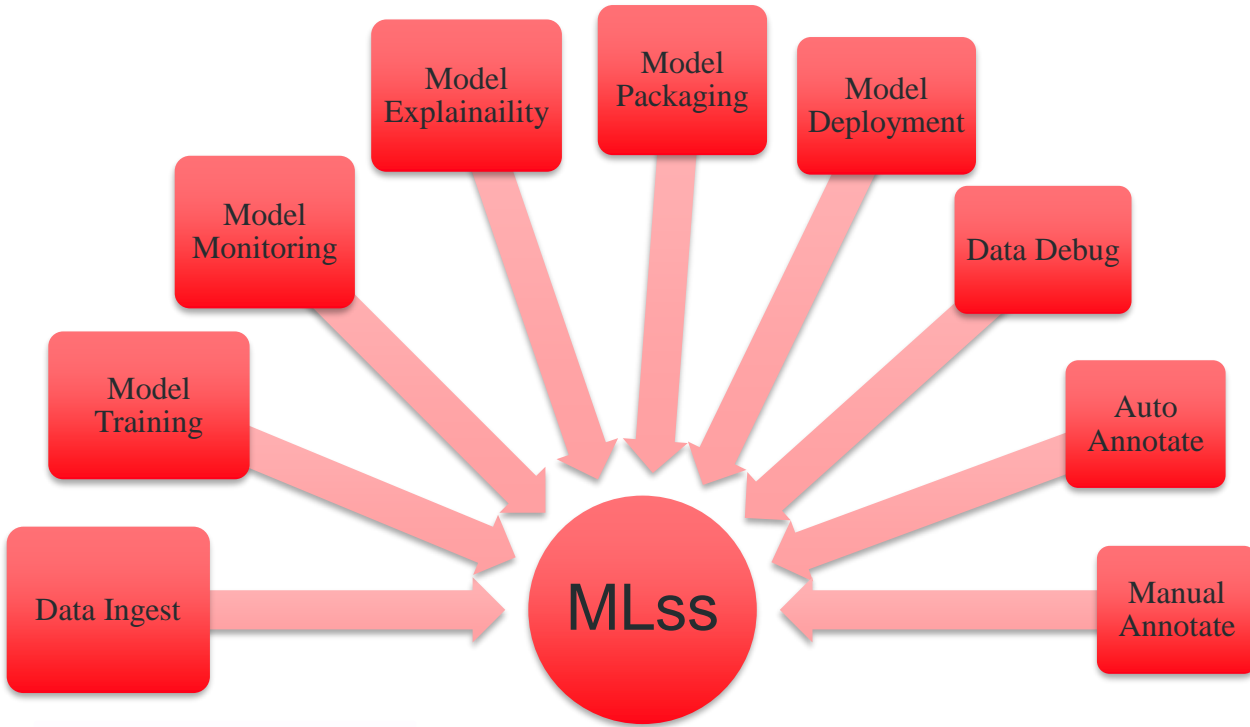 Model
Explainaility
Model
Packaging
Model
Deployment
Model
Monitoring
Data Debug
Model
Training
Auto
Annotate
Data Ingest
MLss
Manual
Annotate